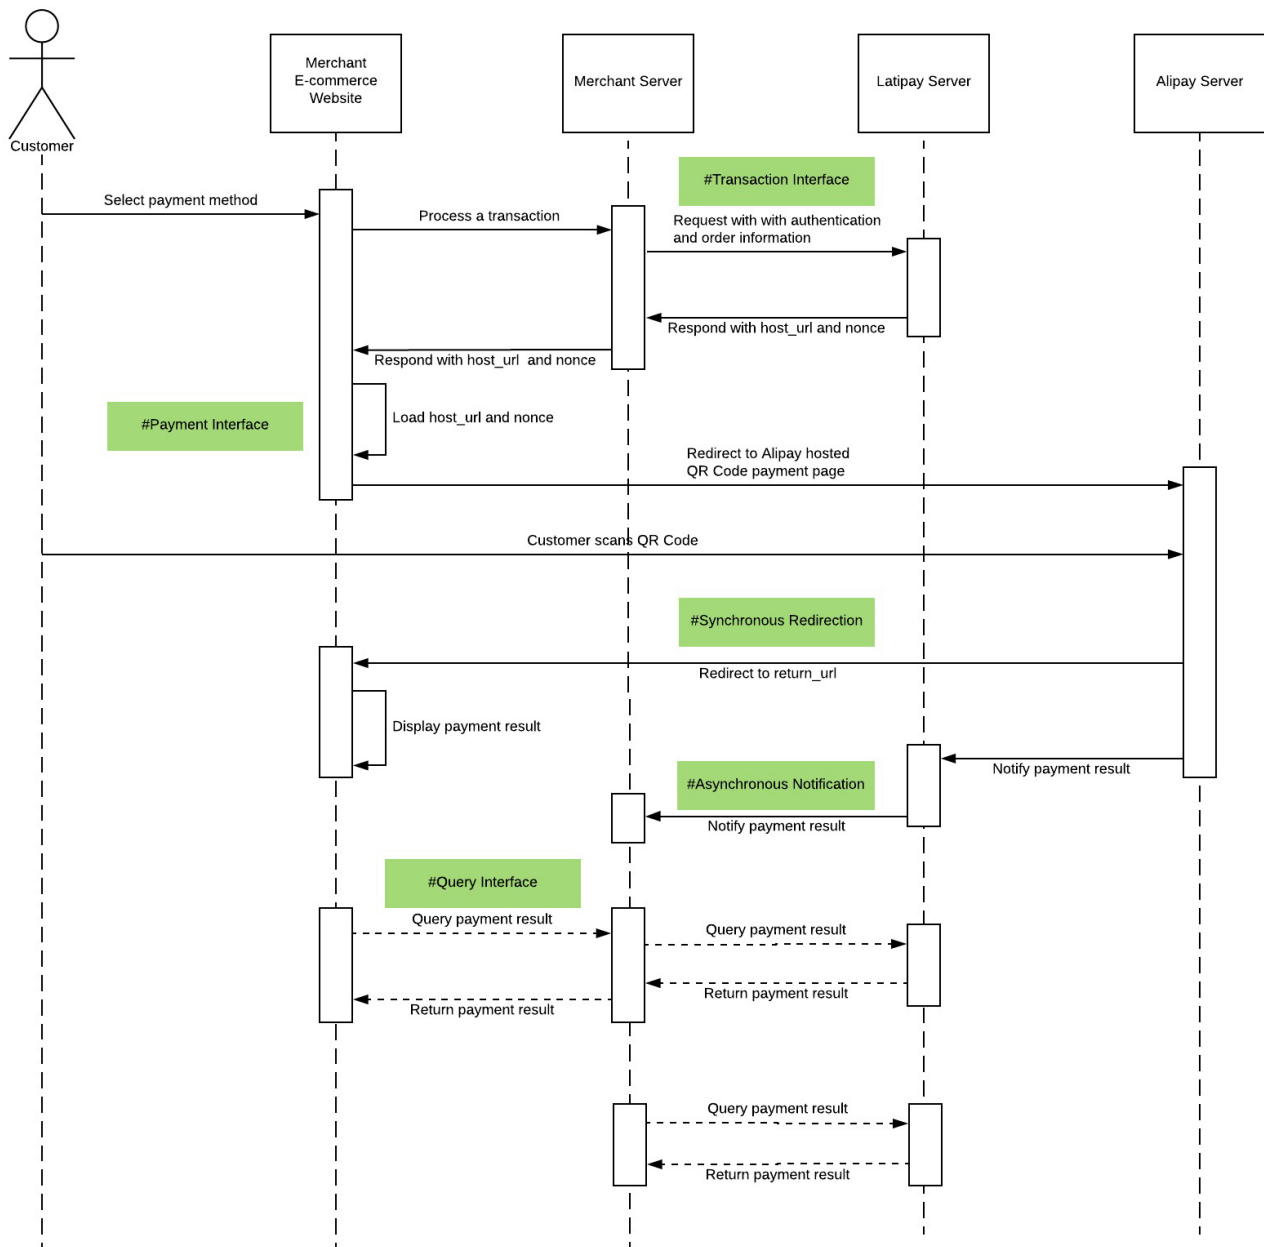 Merchant
E-commerce
Website
Merchant Server
Latipay Server
Alipay Server
Customer
#Transaction Interface
Select payment method
Process a transaction
Request with with authentication
and order information
Respond with host_url and nonce
Respond with host_url  and nonce
#Payment Interface
Load host_url and nonce
Redirect to Alipay hosted
QR Code payment page
Customer scans QR Code
#Synchronous Redirection
Redirect to return_url
Display payment result
Notify payment result
#Asynchronous Notification
Notify payment result
#Query Interface
Query payment result
Query payment result
Return payment result
Return payment result
Query payment result
Return payment result